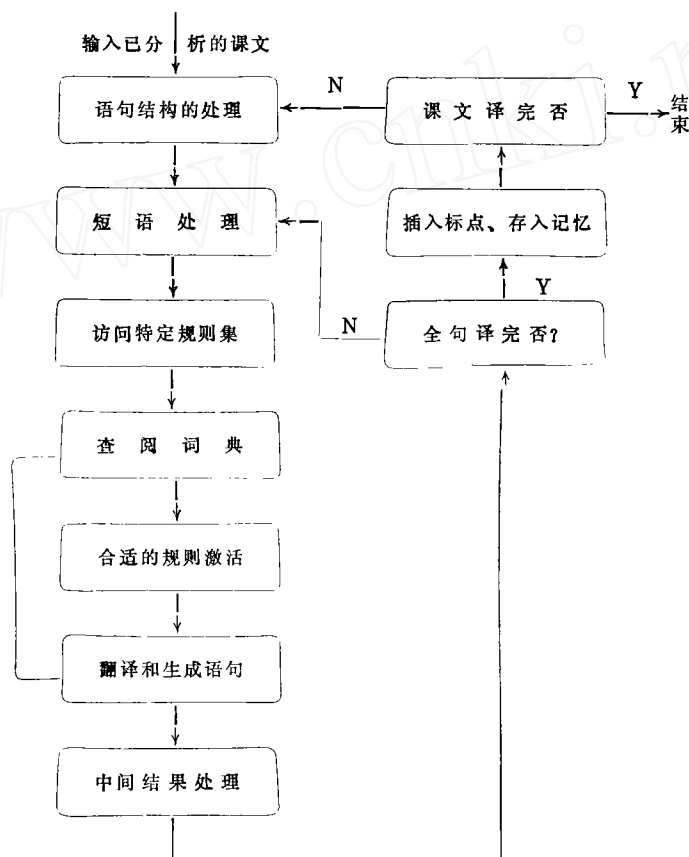 输入已分析的课文
语句结构的处理
N
课文译完否
Y
结束
短语处理
插入标点、存入记忆
Y
访问特定规则集
N
全句译完否?
查阅词典
合适的规则激活
翻译和生成语句
中间结果处理